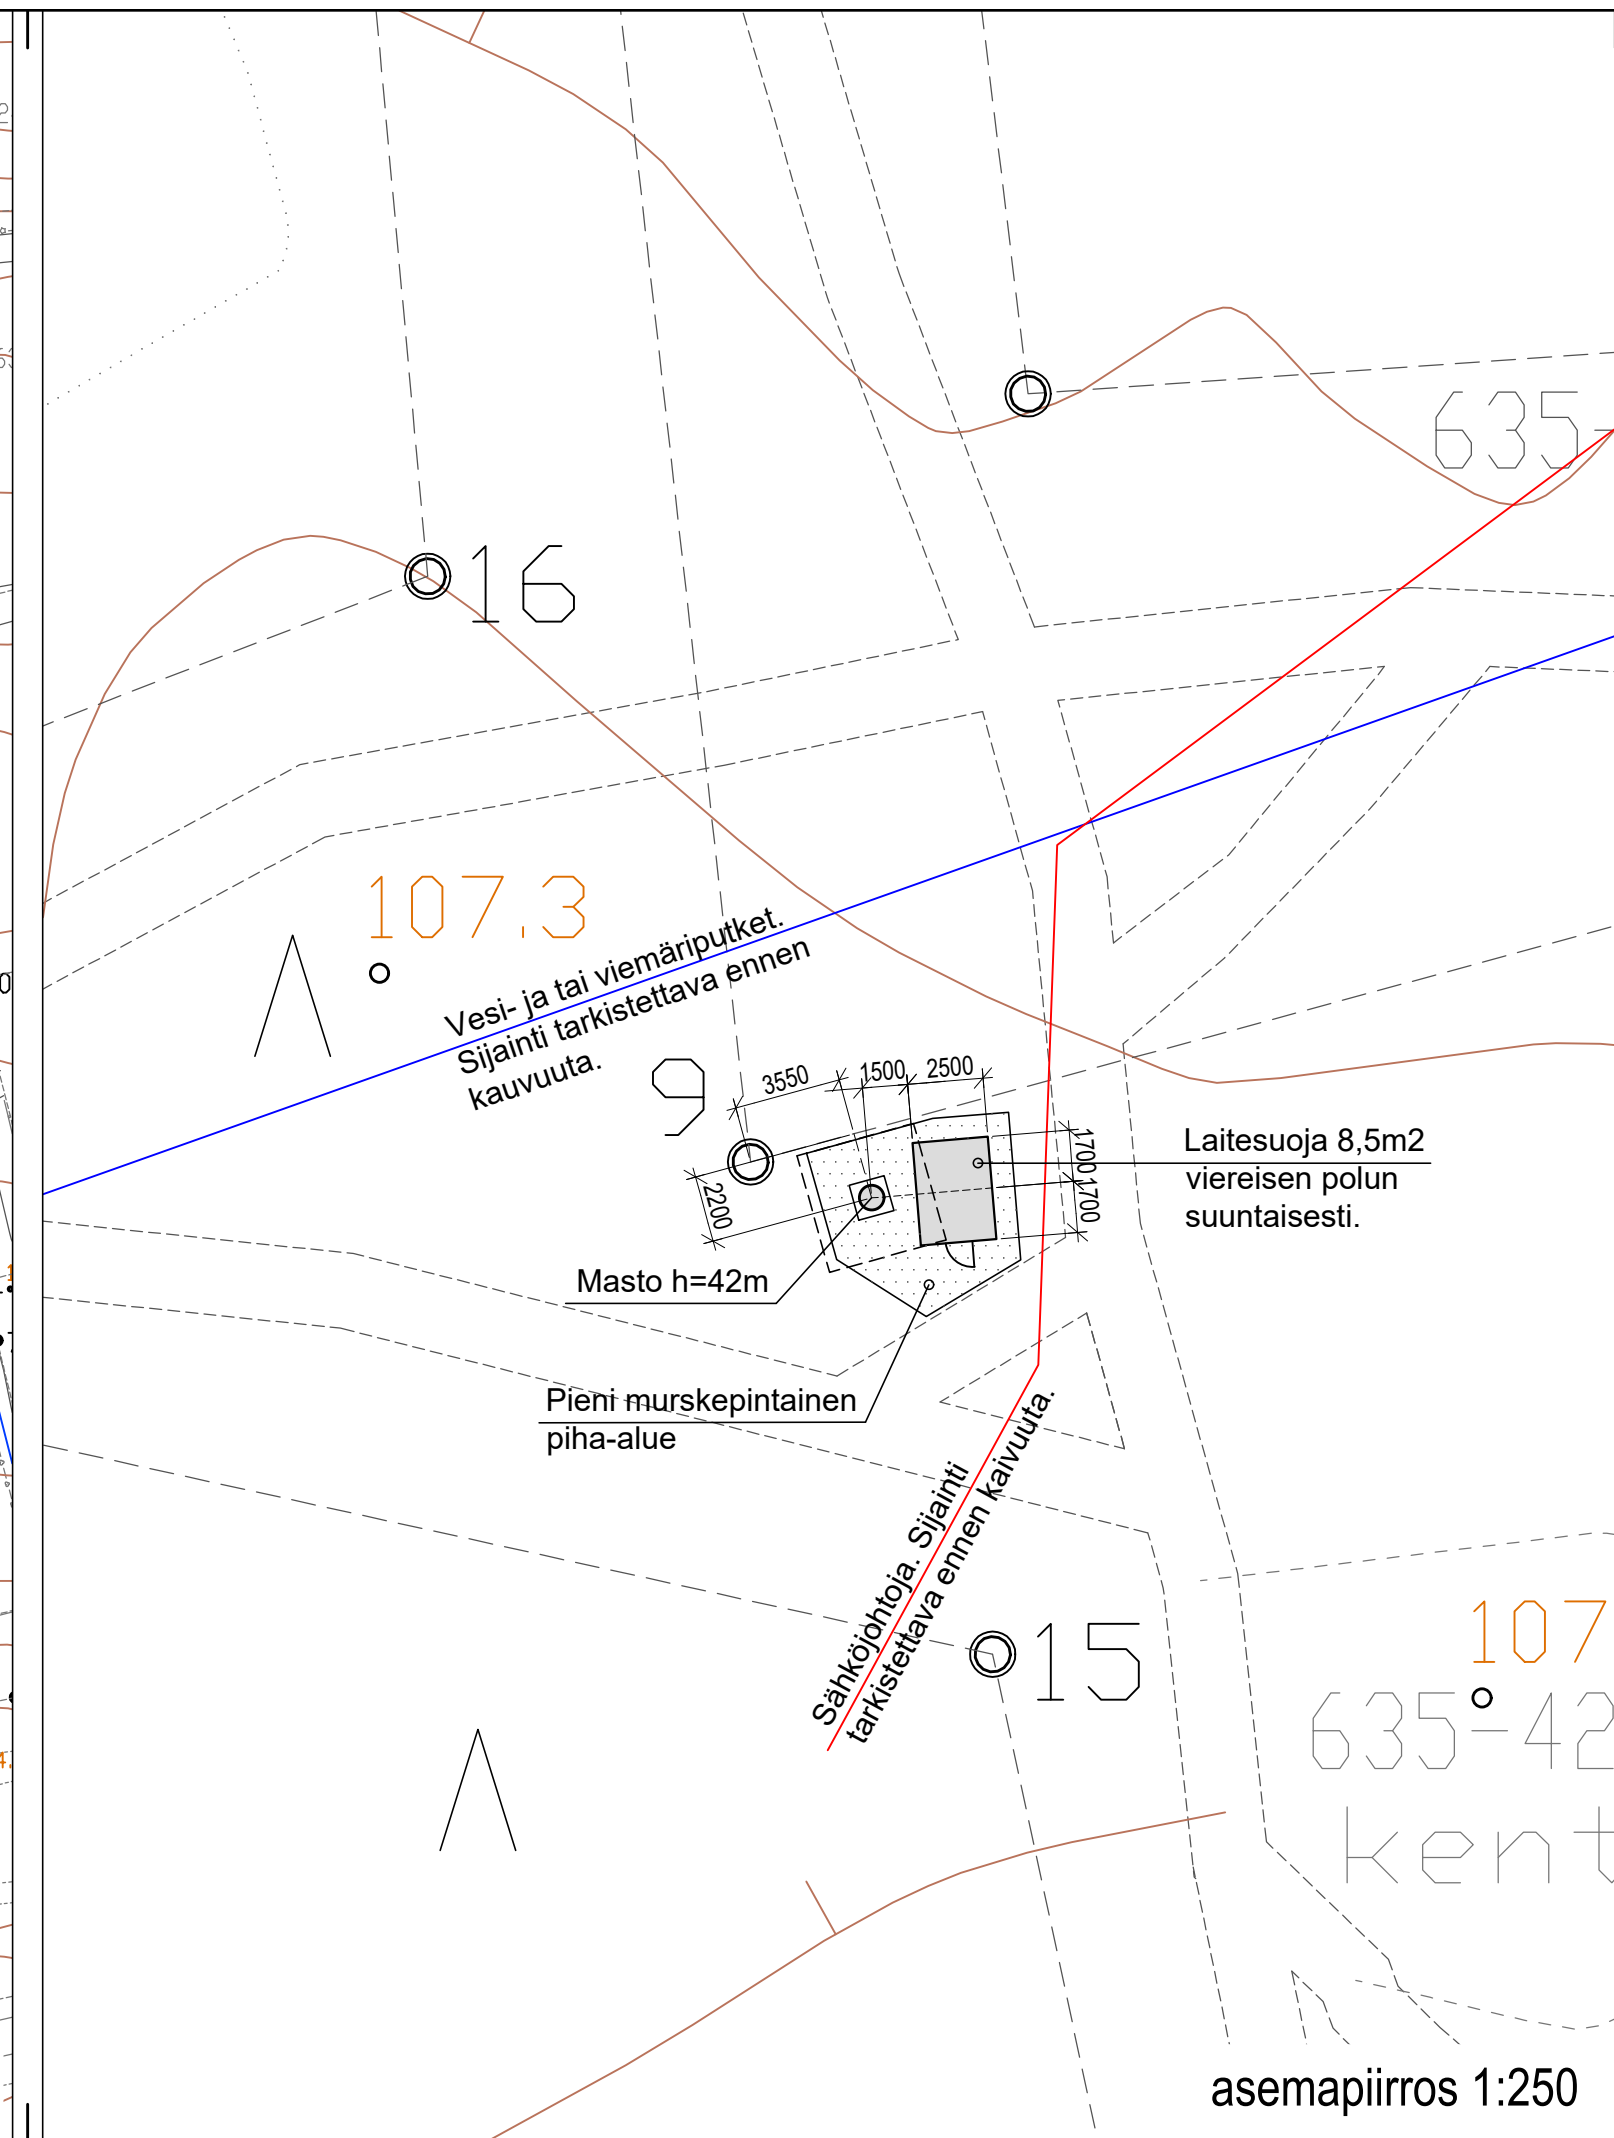 635-
16
107.3
Vesi- ja tai viemäriputket.
Sijainti tarkistettava ennen
kauvuuta.
9
3550
1500
2500
1700
1700
2200
Laitesuoja 8,5m2
viereisen polun
suuntaisesti.
Masto h=42m
Pieni murskepintainen
piha-alue
Sähköjohtoja. Sijainti
tarkistettava ennen kaivuuta.
15
107
635-42
kent
asemapiirros 1:250